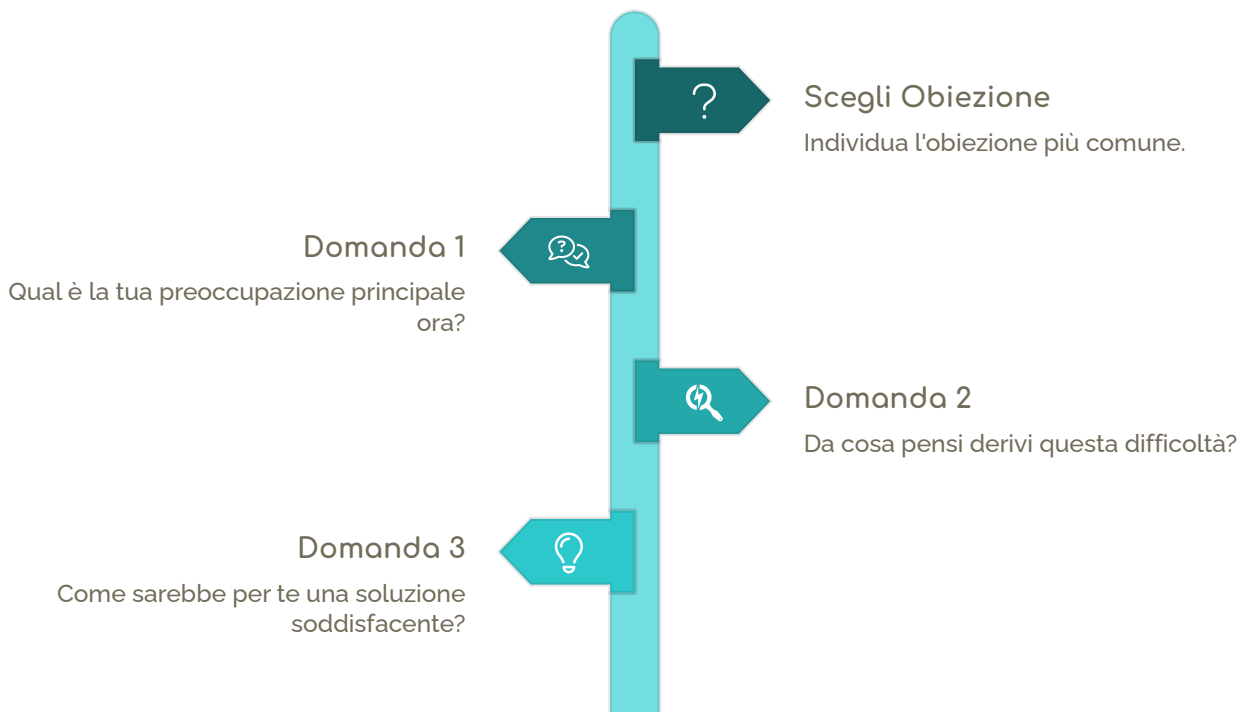 Scegli Obiezione
Individua l'obiezione più comune.
Domanda 1
Qual è la tua preoccupazione principale
ora?
Domanda 2
Da cosa pensi derivi questa difficoltà?
Domanda 3
Come sarebbe per te una soluzione
soddisfacente?